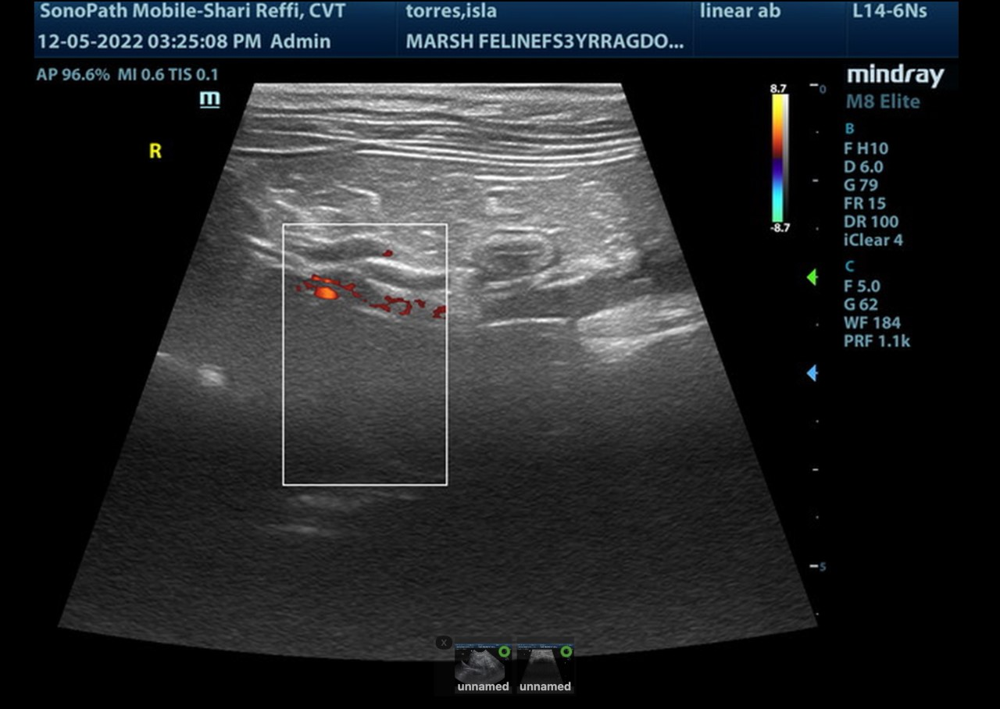 SonoPath Mobile-Shari Reffi, CVT torres,isla linear ab L14-6Ns
12-05-2022 03:25:08 PM Admin MARSH FELINEFS3YRRAGDO...
AP 96.6% MI 0.6 TIS 0.1
mindray
M8 Elite
m
R
8.7
-8.7
0
5
B
F H10
D 6.0
G 79
FR 15
DR 100
iClear 4
C
F 5.0
G 62
WF 184
PRF 1.1k
X
unnamed unnamed